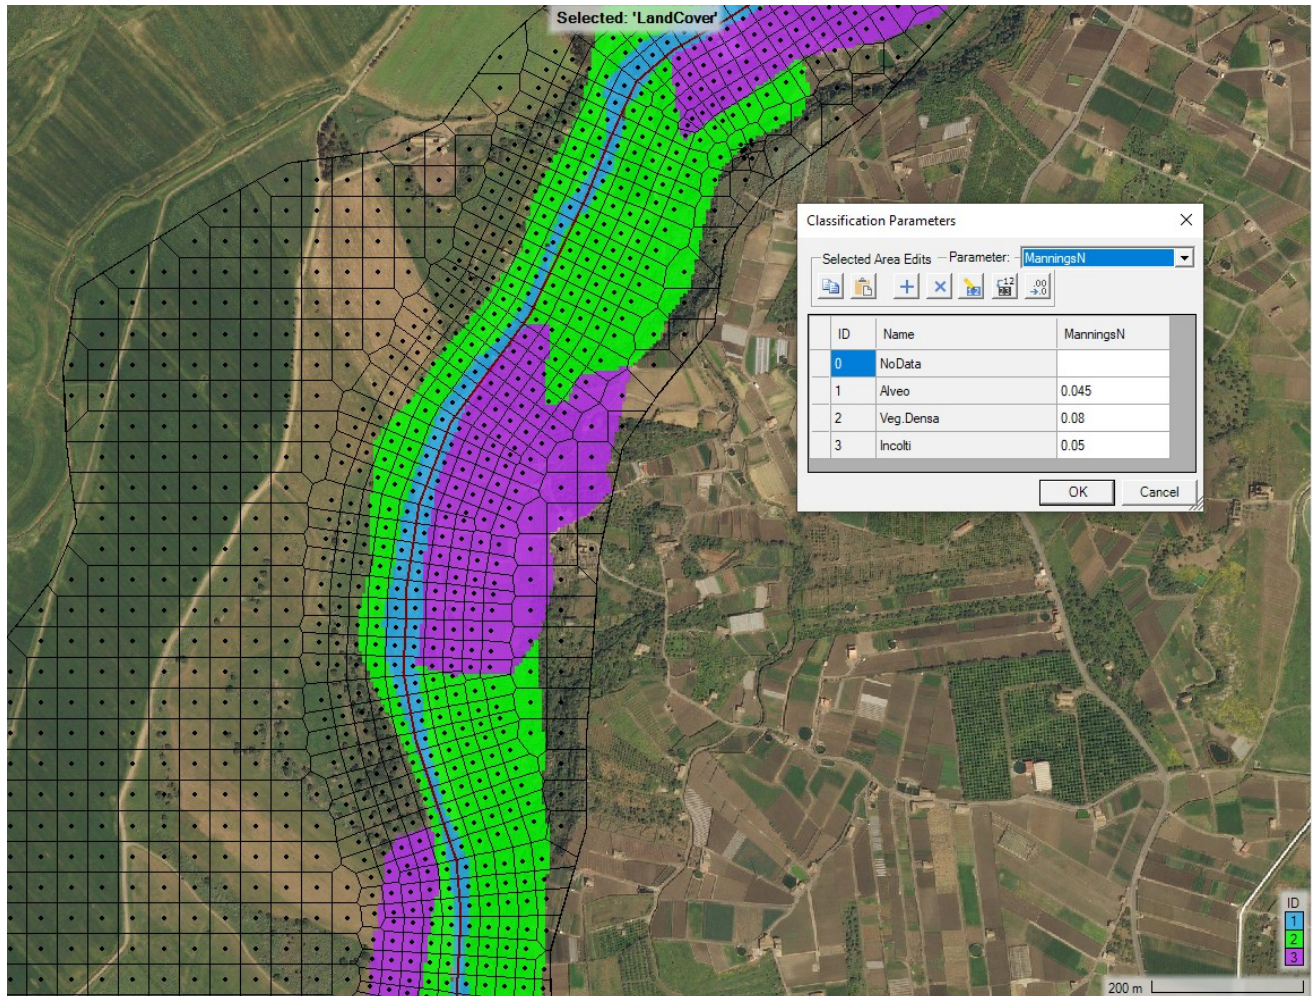 Selected: 'LandCover'
Classification Parameters
Selected Area Edits
Parameter:
ManningsN
ID Name ManningsN
0 NoData
1 Alveo 0.045
2 Veg.Densa 0.08
3 Incolti 0.05
OK Cancel
ID
1
2
3
200 m